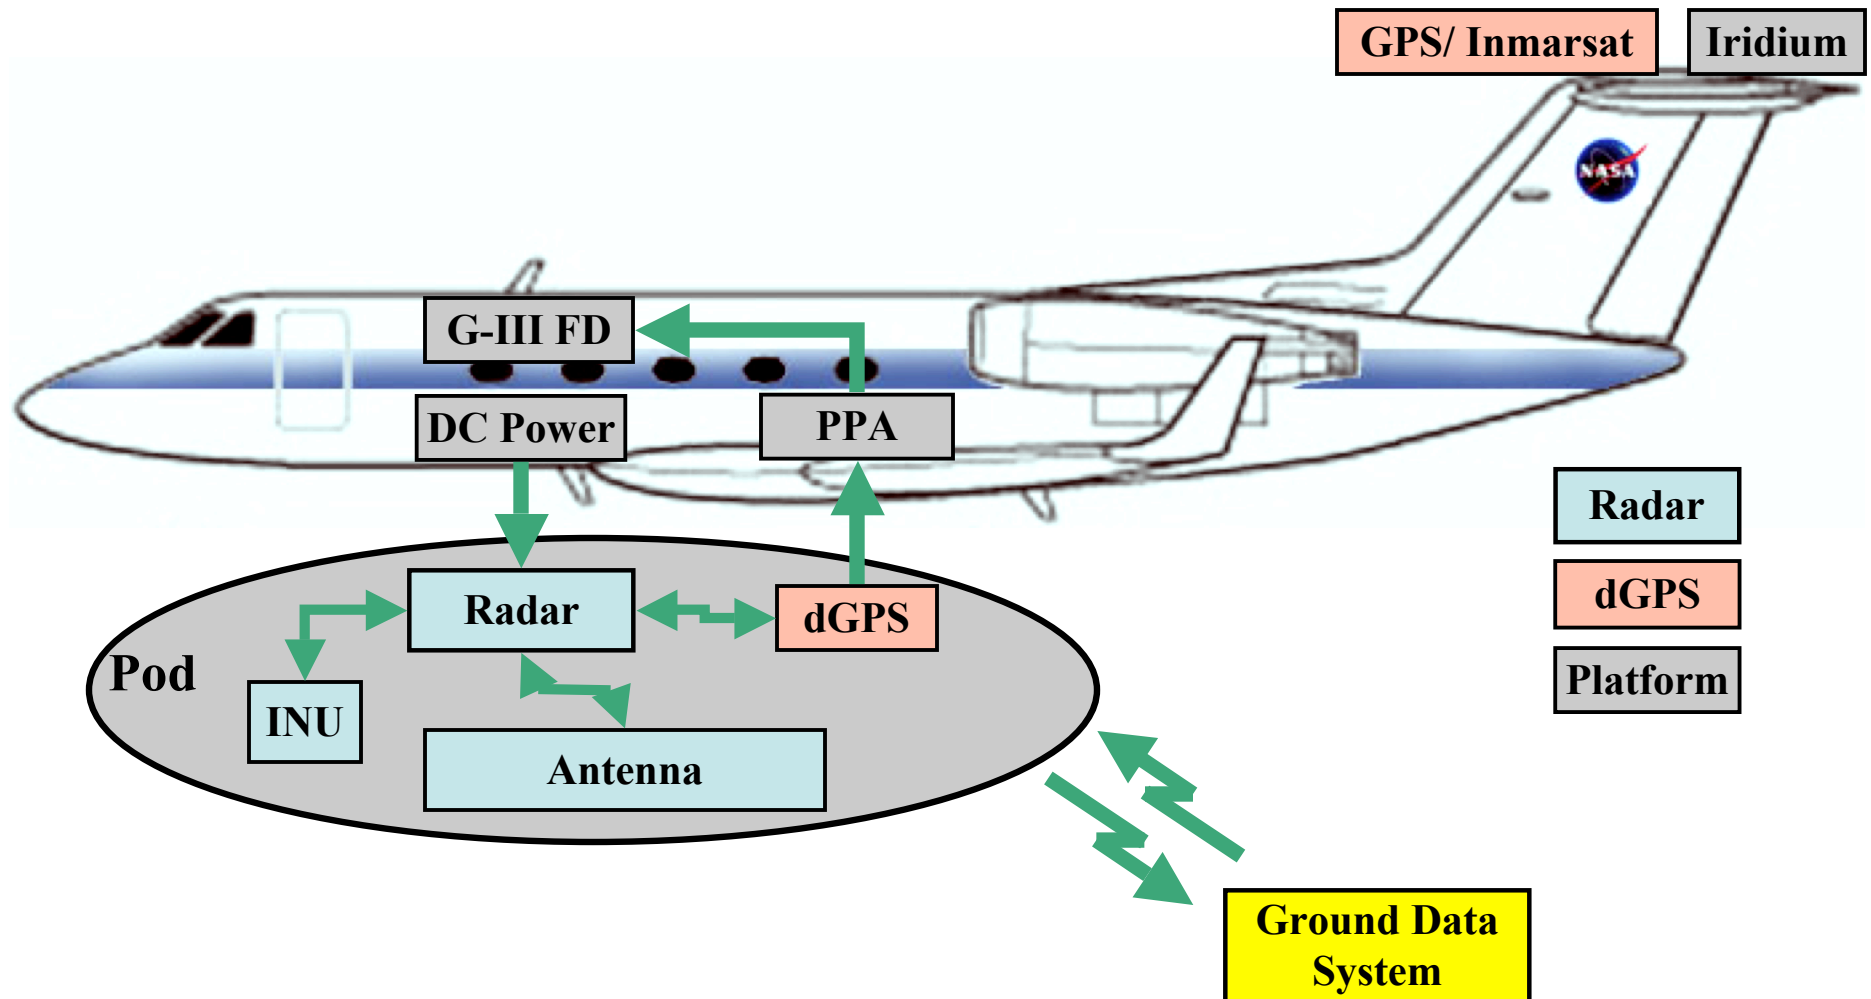 GPS/ Inmarsat
Iridium
NASA
G-III FD
DC Power
PPA
Radar
dGPS
Pod
INU
Antenna
Radar
dGPS
Platform
Ground Data
System